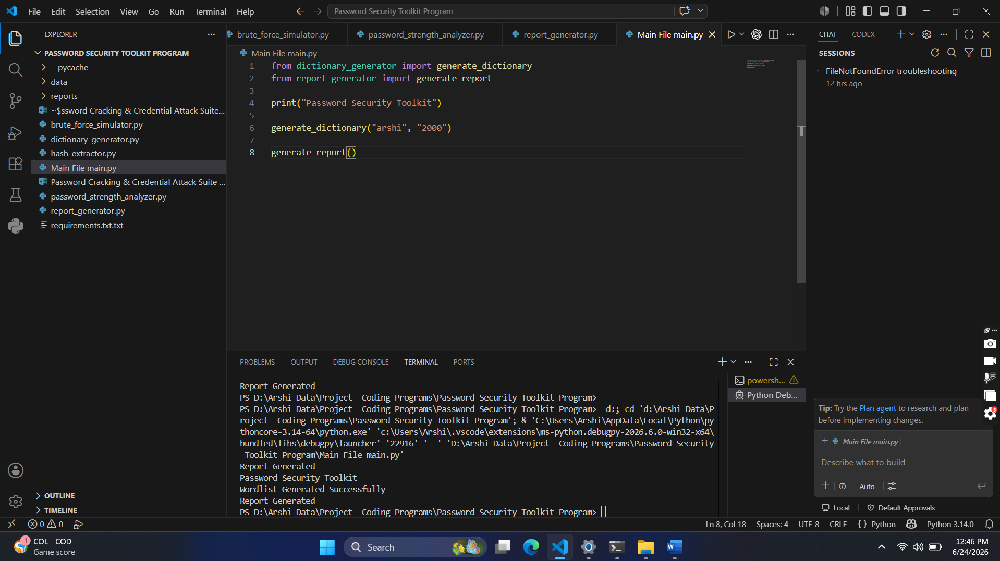 File Edit Selection View Go Run Terminal Help
Password Security Toolkit Program
EXPLORER
PASSWORD SECURITY TOOLKIT PROGRAM
__pycache__
data
reports
~$ssword Cracking & Credential Attack Suite...
brute_force_simulator.py
dictionary_generator.py
hash_extractor.py
Main File main.py
Password Cracking & Credential Attack Suite ...
password_strength_analyzer.py
report_generator.py
requirements.txt.txt
OUTLINE
TIMELINE
brute_force_simulator.py password_strength_analyzer.py report_generator.py Main File main.py
Main File main.py
1 from dictionary_generator import generate_dictionary
2 from report_generator import generate_report
3
4 print("Password Security Toolkit")
5
6 generate_dictionary("arshi", "2000")
7
8 generate_report()
PROBLEMS OUTPUT DEBUG CONSOLE TERMINAL PORTS
Report Generated
PS D:\Arshi Data\Project  Coding Programs\Password Security Toolkit Program>
PS D:\Arshi Data\Project  Coding Programs\Password Security Toolkit Program>  d:; cd 'd:\Arshi Data\P
roject  Coding Programs\Password Security Toolkit Program'; & 'C:\Users\Arshi\AppData\Local\Python\py
thoncore-3.14-64\python.exe' 'c:\Users\Arshi\.vscode\extensions\ms-python.debugpy-2026.6.0-win32-x64\
bundled\libs\debugpy\launcher' '22916' '--' 'D:\Arshi Data\Project  Coding Programs\Password Security
 Toolkit Program\Main File main.py'
Report Generated
Password Security Toolkit
Wordlist Generated Successfully
Report Generated
PS D:\Arshi Data\Project  Coding Programs\Password Security Toolkit Program>
powersh...
Python Deb...
CHAT CODEX
SESSIONS
FileNotFoundError troubleshooting
12 hrs ago
5
Tip: Try the Plan agent to research and plan
before implementing changes.
Main File main.py
Describe what to build
Auto
Local Default Approvals
0 0
Ln 8, Col 18 Spaces: 4 UTF-8 CRLF { } Python Python 3.14.0
1
COL - COD
Game score
Search
12:46 PM
6/24/2026